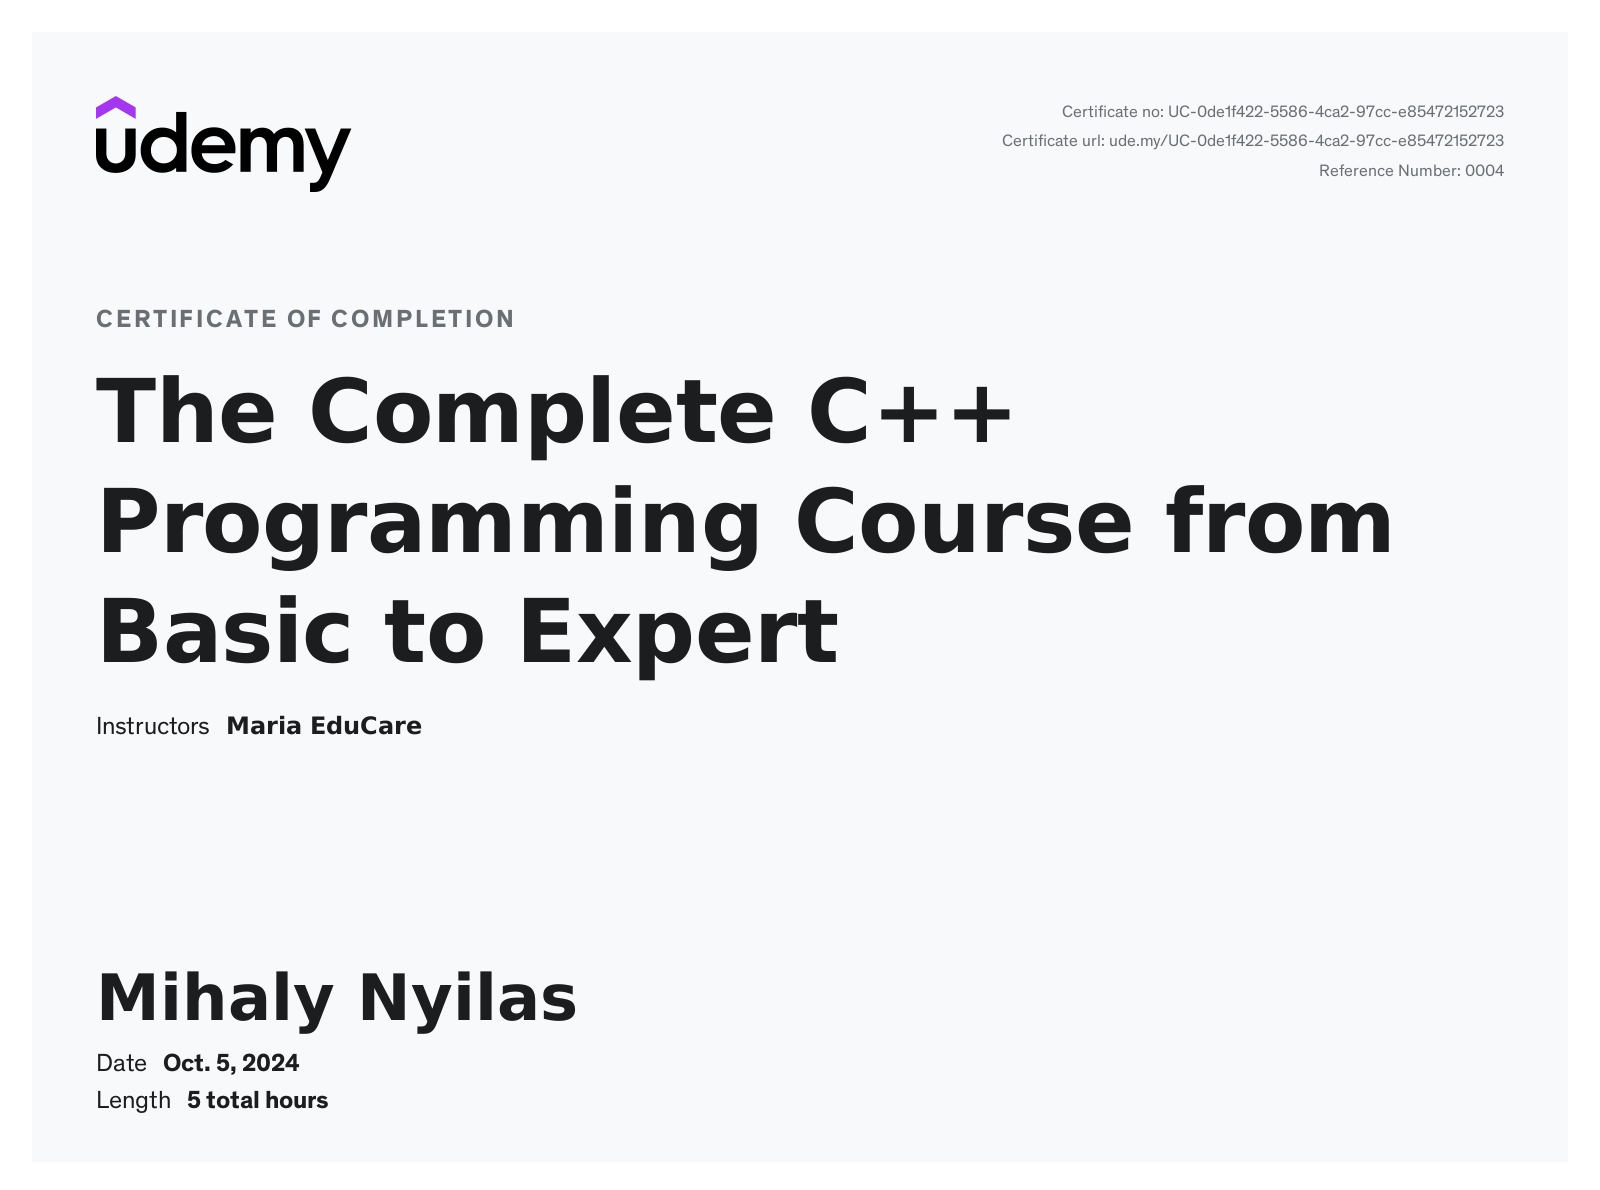 udemy
Certificate no: UC-0de1f422-5586-4ca2-97cc-e85472152723
Certificate url: ude.my/UC-0de1f422-5586-4ca2-97cc-e85472152723
Reference Number: 0004
CERTIFICATE OF COMPLETION
The Complete C++
Programming Course from
Basic to Expert
Instructors Maria EduCare
Mihaly Nyilas
Date Oct. 5, 2024
Length 5 total hours